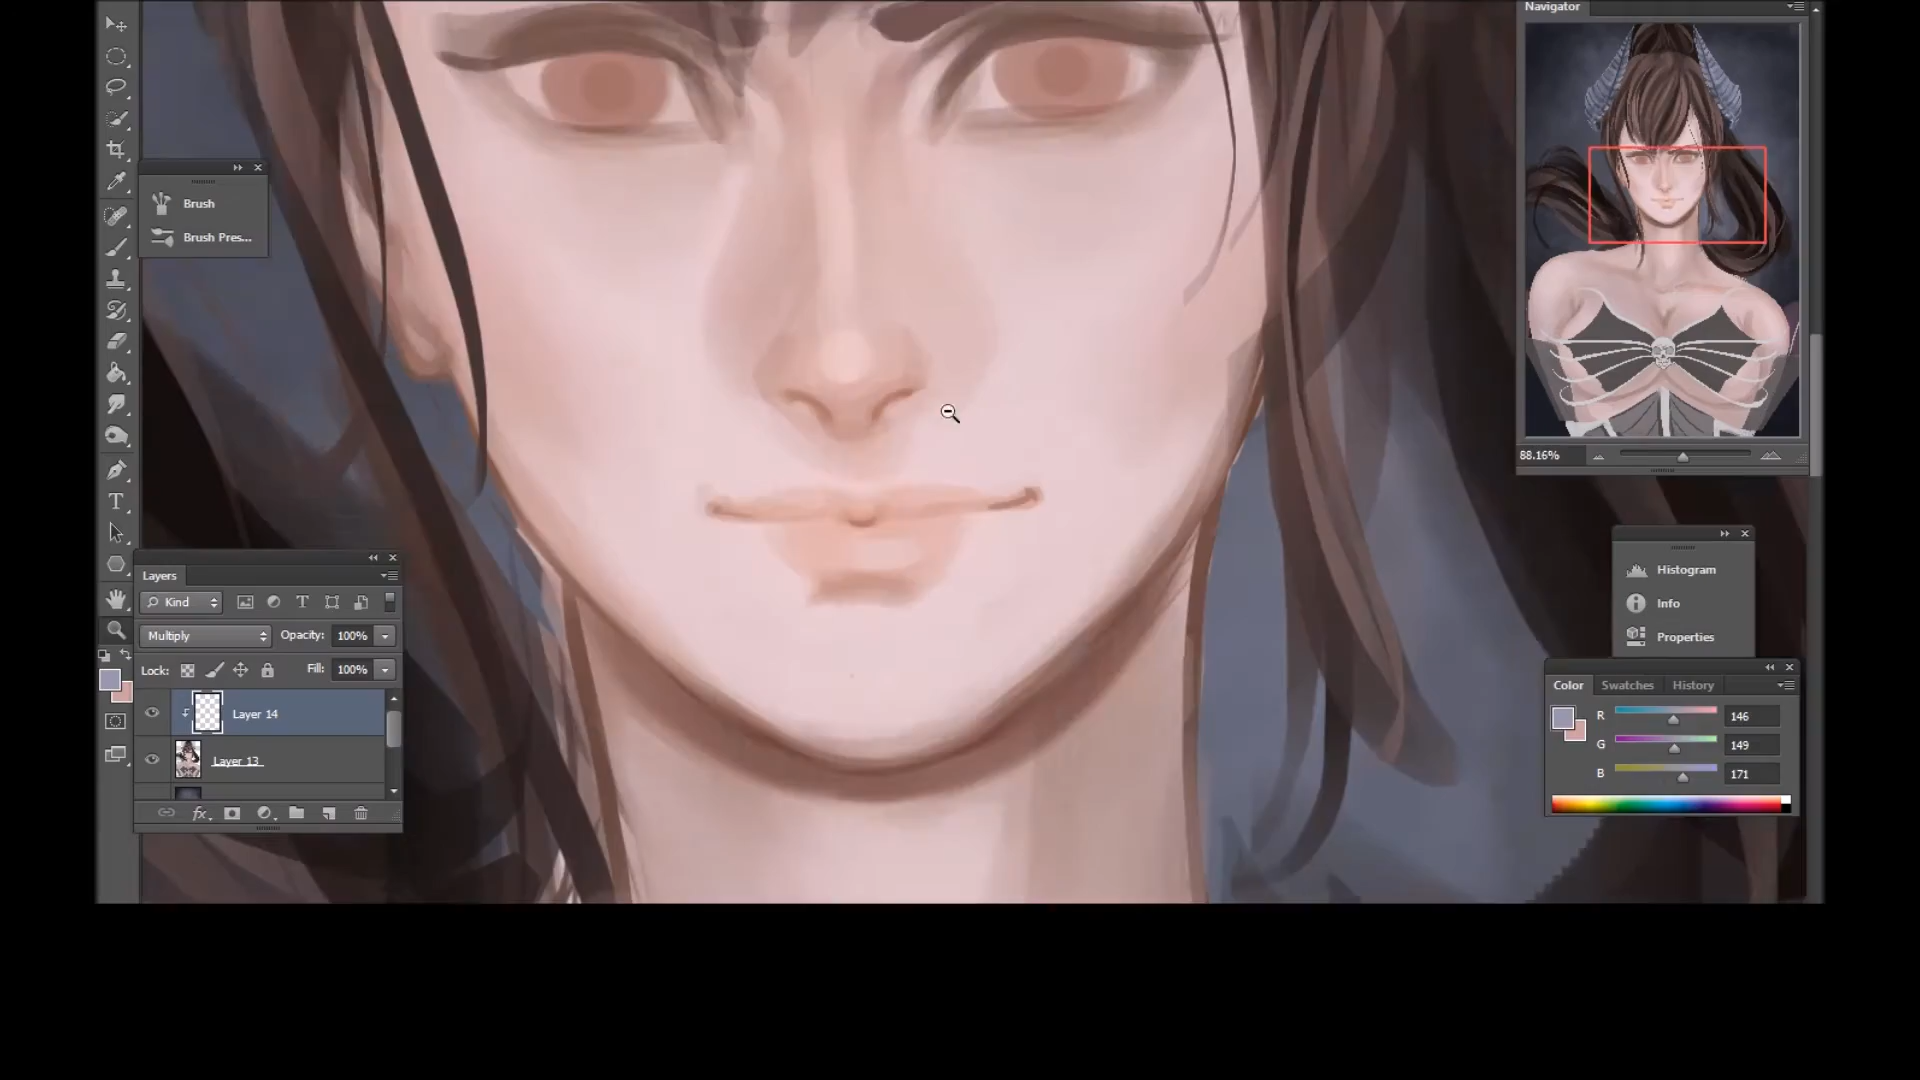 Navigator
Brush
Brush Pres...
88.16%
Histogram
Info
Properties
Layers
Kind
T
Multiply
Opacity: 100%
Lock:
Fill: 100%
Layer 14
Layer 13
fx
Color
Swatches
History
R
146
G
149
B
171